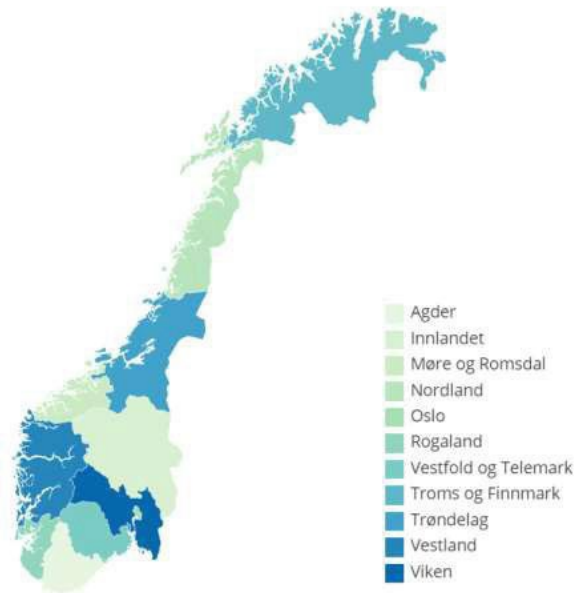 Agder
Innlandet
Møre og Romsdal
Nordland
Oslo
Rogaland
Vestfold og Telemark
Troms og Finnmark
Trøndelag
Vestland
Viken